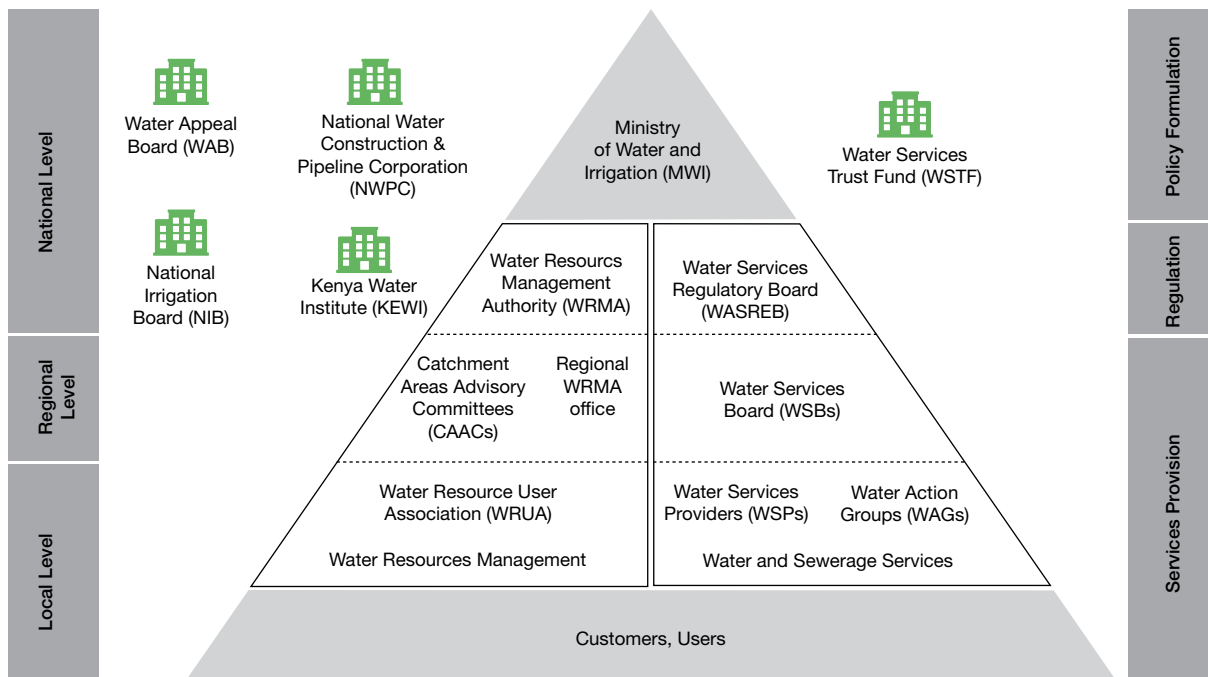 National Level
Regional
Level
Local Level
Water Appeal
Board (WAB)
National Water
Construction &
Pipeline Corporation
(NWPC)
National
Irrigation
Board (NIB)
Kenya Water
Institute (KEWI)
Ministry
of Water and
Irrigation (MWI)
Water Services
Trust Fund (WSTF)
Water Resourcs
Management
Authority (WRMA)
Water Services
Regulatory Board
(WASREB)
Catchment
Areas Advisory
Committees
(CAACs)
Regional
WRMA
office
Water Services
Board (WSBs)
Water Resource User
Association (WRUA)
Water Resources Management
Water Services
Providers (WSPs)
Water Action
Groups (WAGs)
Water and Sewerage Services
Customers, Users
Policy Formulation
Regulation
Services Provision